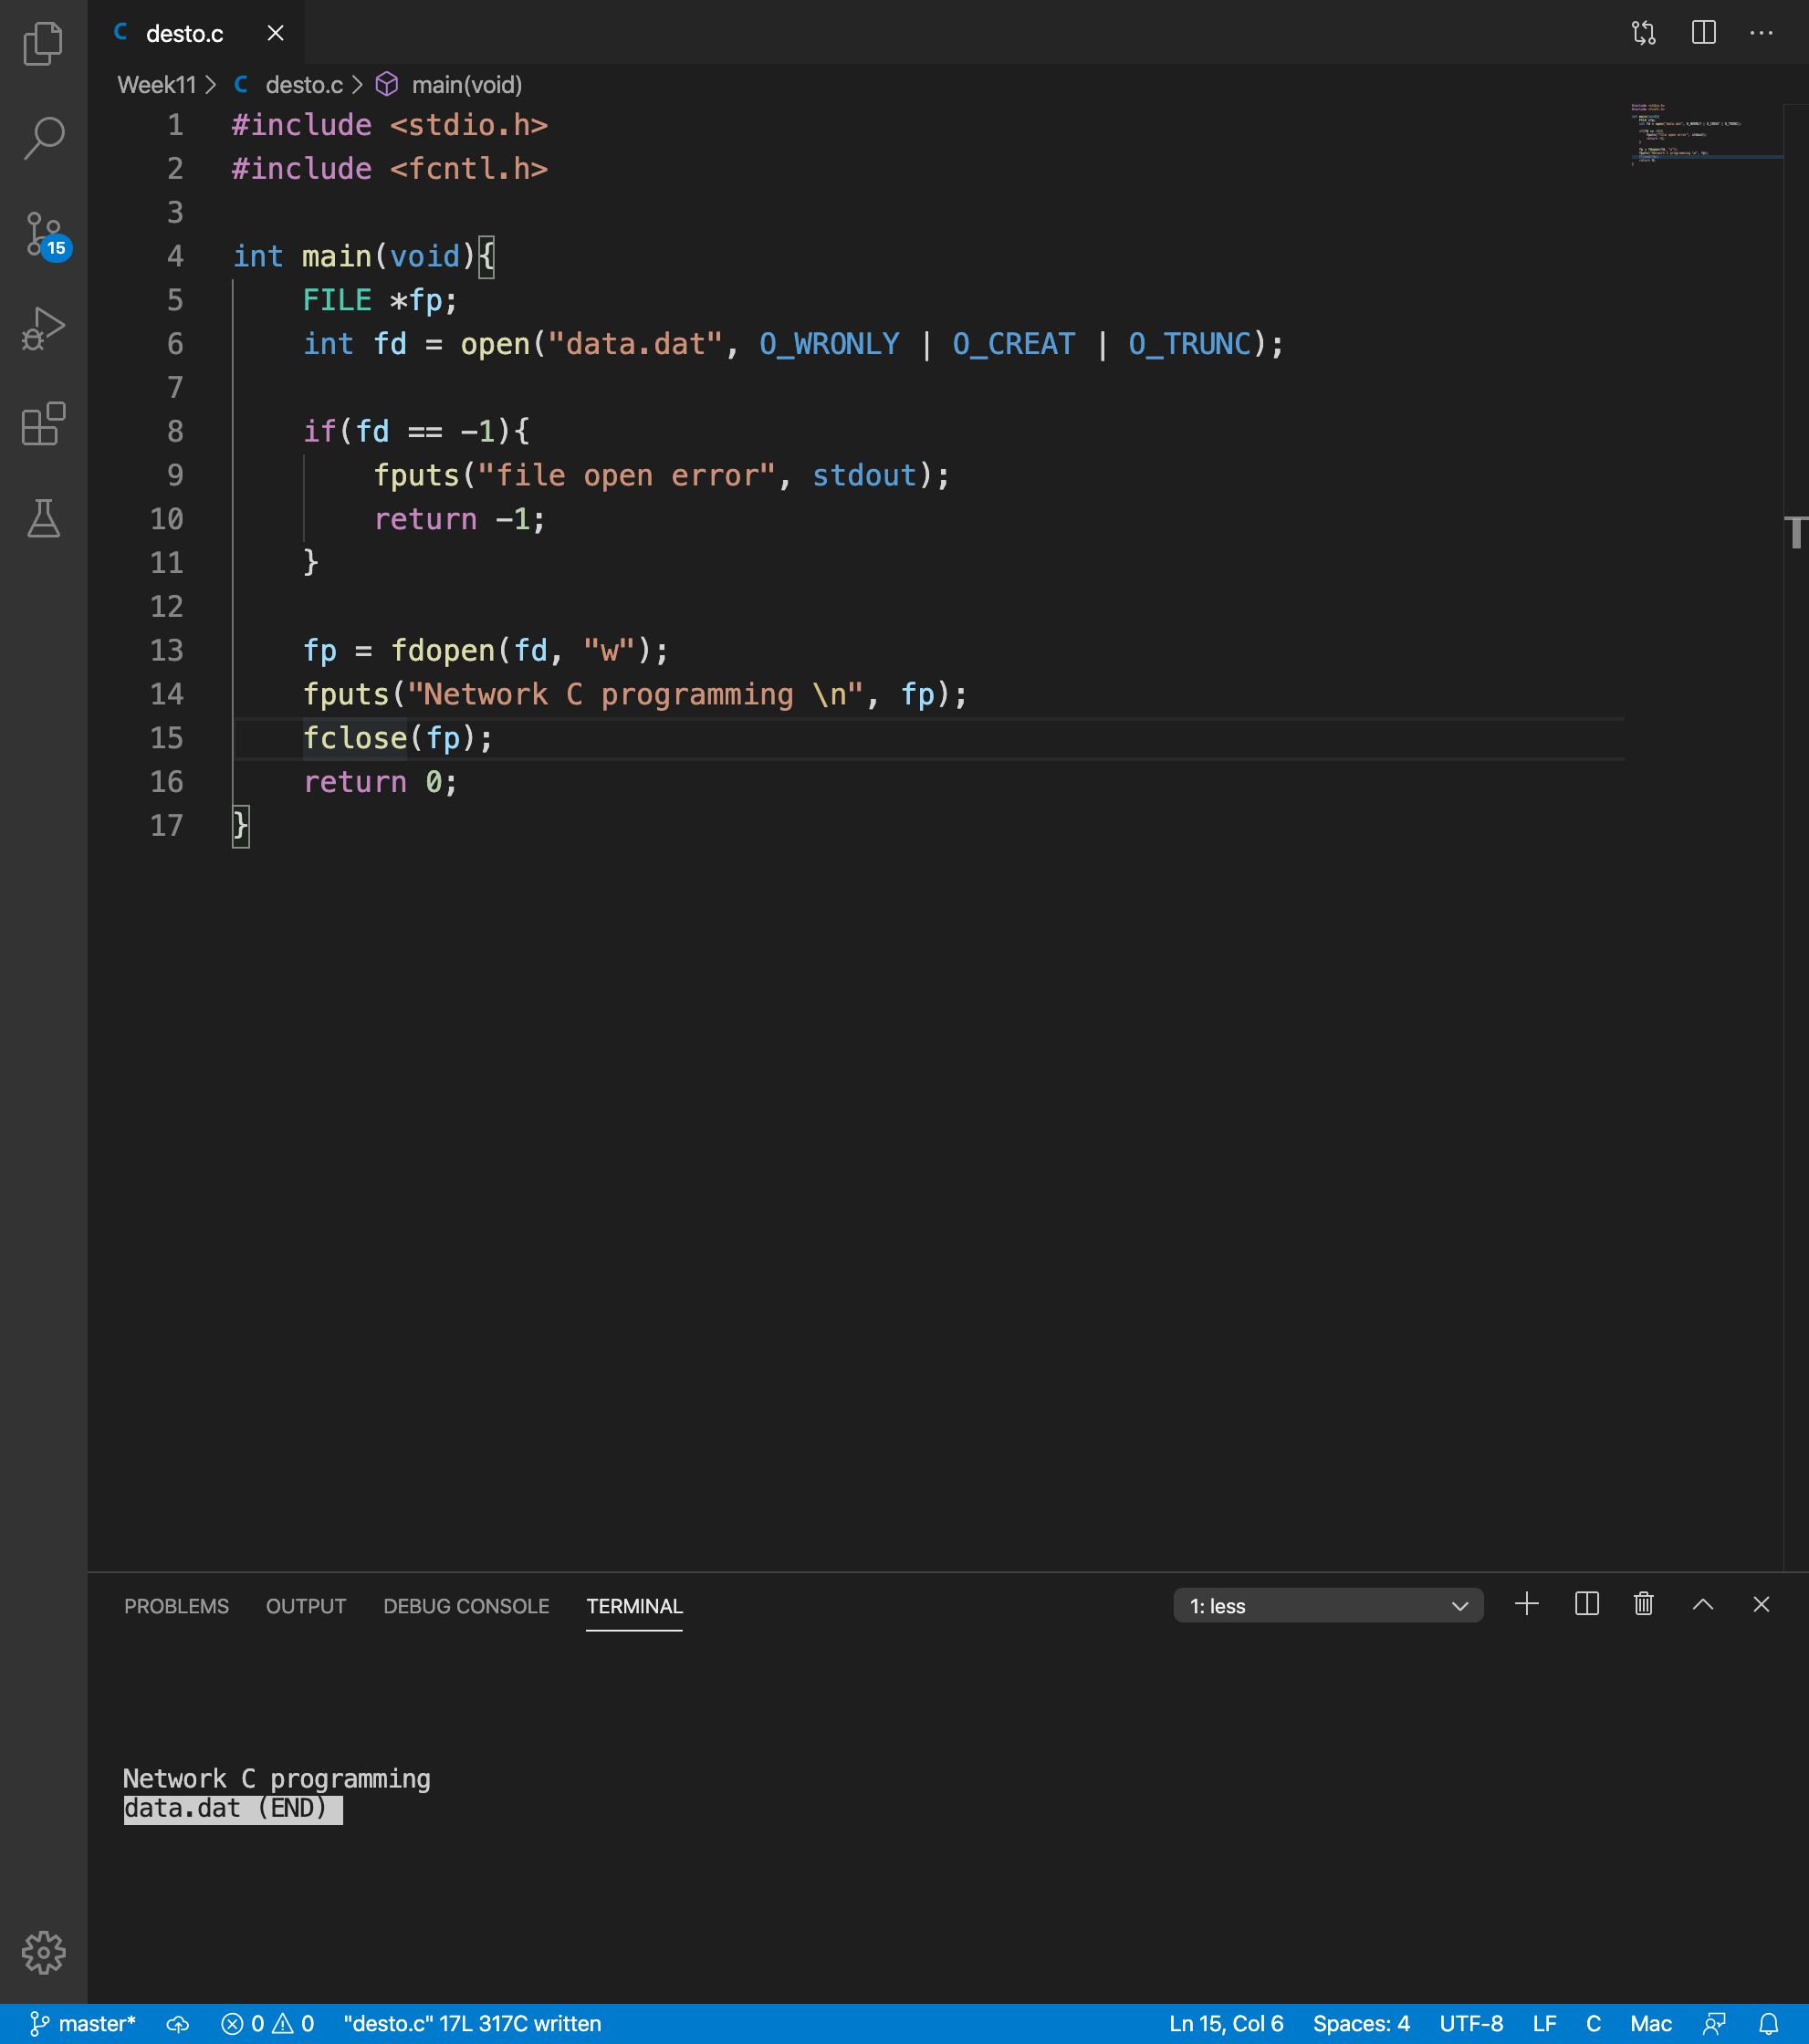 C desto.c
Week11 > C desto.c > main(void)
1 #include <stdio.h>
2 #include <fcntl.h>
3
4 int main(void){
5     FILE *fp;
6     int fd = open("data.dat", O_WRONLY | O_CREAT | O_TRUNC);
7
8     if(fd == -1){
9         fputs("file open error", stdout);
10         return -1;
11     }
12
13     fp = fdopen(fd, "w");
14     fputs("Network C programming \n", fp);
15     fclose(fp);
16     return 0;
17 }
15
T
PROBLEMS OUTPUT DEBUG CONSOLE TERMINAL 1: less
Network C programming
data.dat (END)
master* 0 0 "desto.c" 17L 317C written Ln 15, Col 6 Spaces: 4 UTF-8 LF C Mac